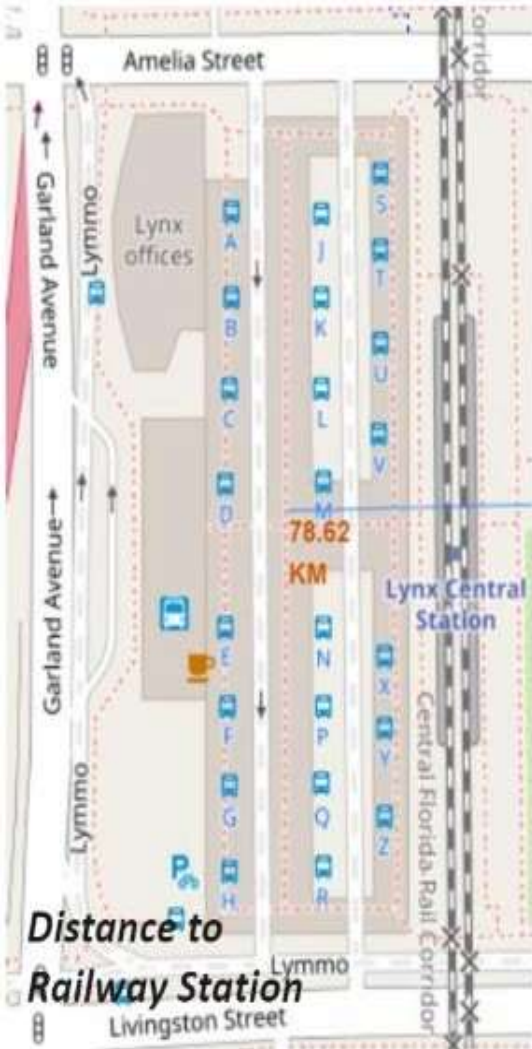 orridor
Amelia Street
Garland Avenue
Lymmo
Lynx
offices
A
B
C
D
J
K
L
M
S
T
U
V
78.62
KM
Lynx Central
Station
Garland Avenue
E
F
G
H
N
P
Q
R
X
Y
Z
Central Florida Rail Corridor
Lymmo
P
Distance to
Railway Station
Lymmo
Livingston Street